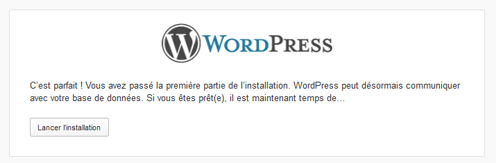 WORDPRESS
C'est parfait ! Vous avez passé la première partie de l'installation. WordPress peut désormais communiquer
avec votre base de données. Si vous êtes prêt(e), il est maintenant temps de…
Lancer l'installation